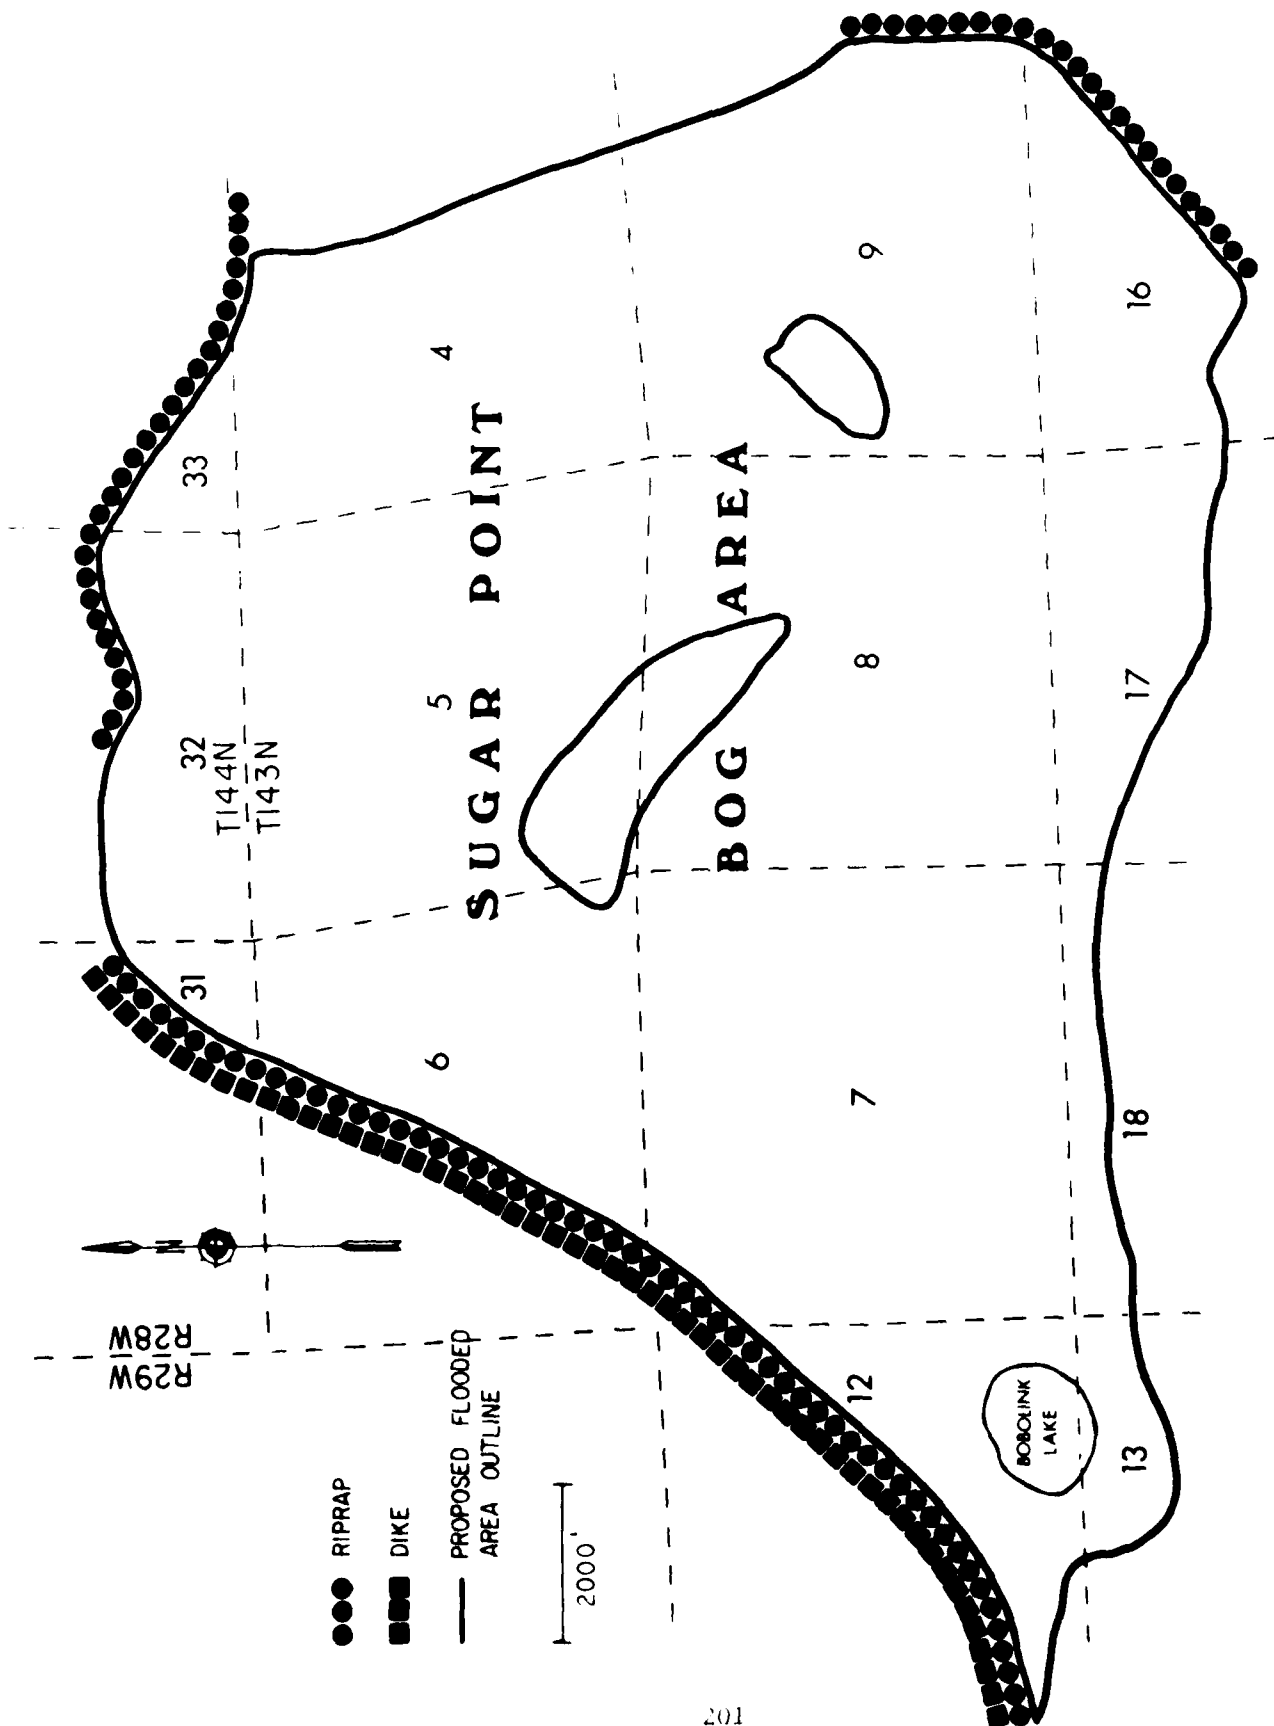 33
32
T144N
T143N
31
N
R28W
R29W
4
5
6
SUGAR POINT
BOG AREA
9
8
7
12
16
17
18
13
BOBOLINK
LAKE
RIPRAP
DIKE
PROPOSED FLOODED
AREA OUTLINE
2000'
201